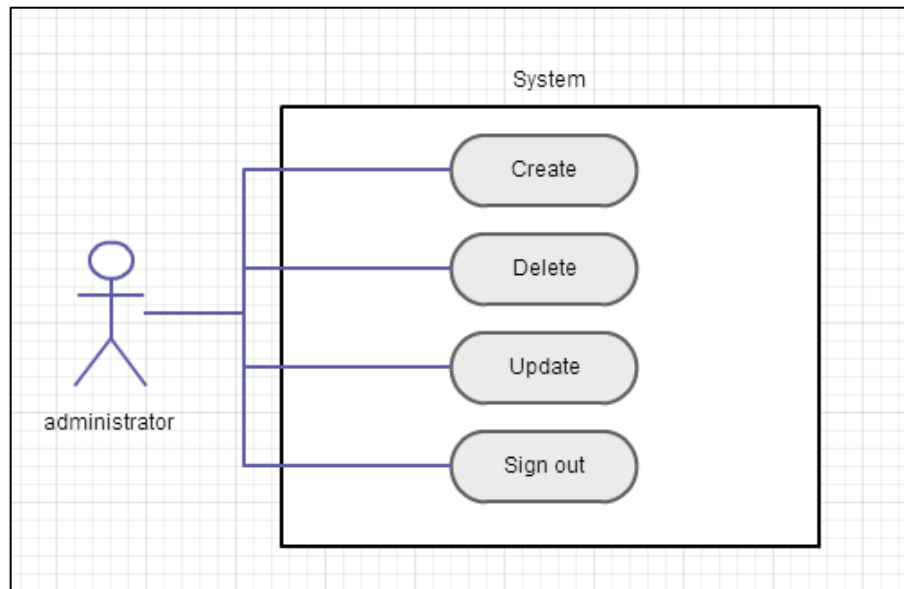 System
Create
Delete
Update
administrator
Sign out